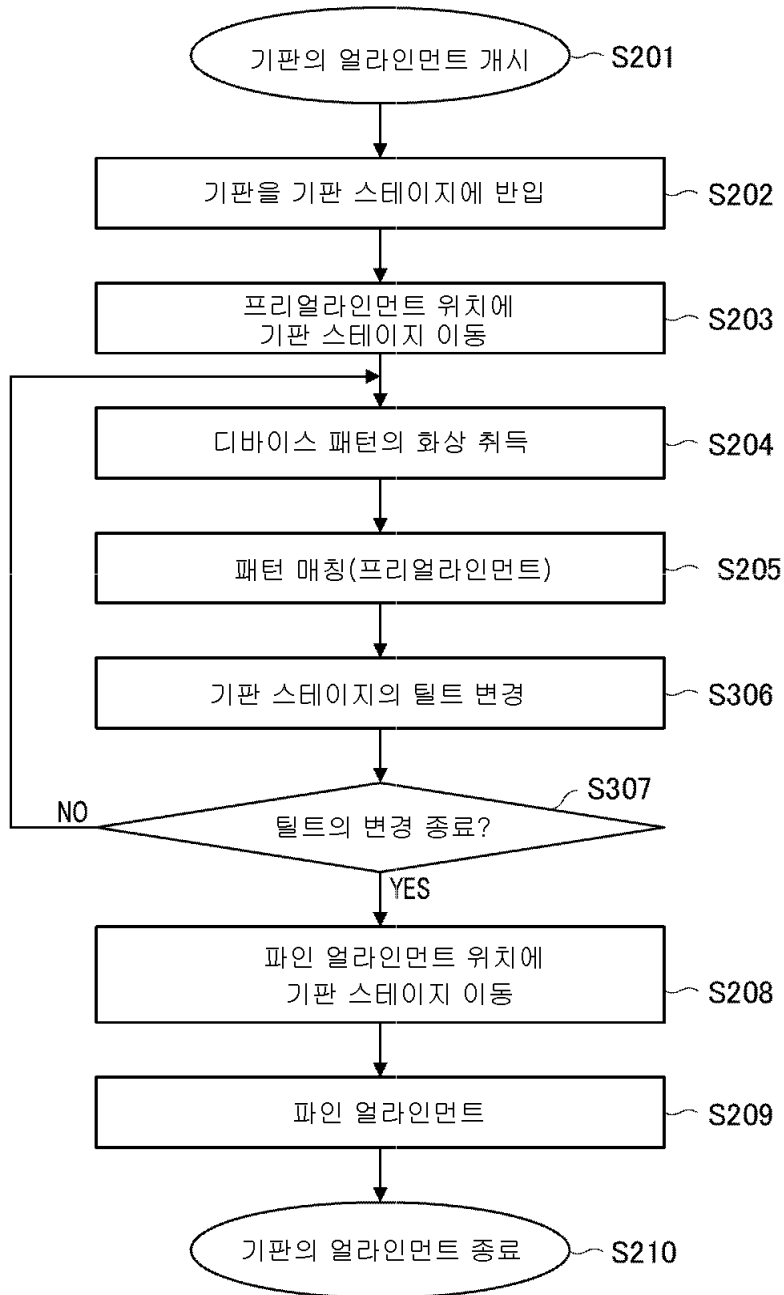 기판의 얼라인먼트 개시
S201
기판을 기판 스테이지에 반입
S202
프리얼라인먼트 위치에
기판 스테이지 이동
S203
디바이스 패턴의 화상 취득
S204
패턴 매칭(프리얼라인먼트)
S205
기판 스테이지의 틸트 변경
S306
S307
NO
틸트의 변경 종료?
YES
파인 얼라인먼트 위치에
기판 스테이지 이동
S208
파인 얼라인먼트
S209
기판의 얼라인먼트 종료
S210